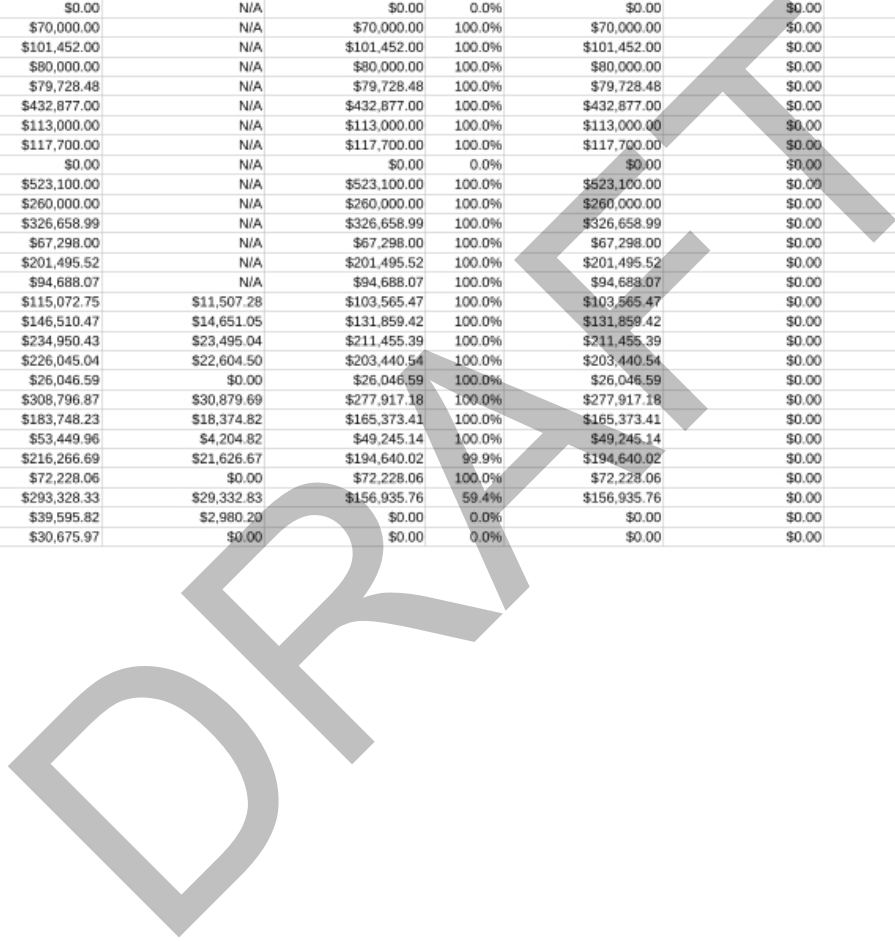 $0.00 N/A $0.00 0.0% $0.00 $0.00
$70,000.00 N/A $70,000.00 100.0% $70,000.00 $0.00
$101,452.00 N/A $101,452.00 100.0% $101,452.00 $0.00
$80,000.00 N/A $80,000.00 100.0% $80,000.00 $0.00
$79,728.48 N/A $79,728.48 100.0% $79,728.48 $0.00
$432,877.00 N/A $432,877.00 100.0% $432,877.00 $0.00
$113,000.00 N/A $113,000.00 100.0% $113,000.00 $0.00
$117,700.00 N/A $117,700.00 100.0% $117,700.00 $0.00
$0.00 N/A $0.00 0.0% $0.00 $0.00
$523,100.00 N/A $523,100.00 100.0% $523,100.00 $0.00
$260,000.00 N/A $260,000.00 100.0% $260,000.00 $0.00
$326,658.99 N/A $326,658.99 100.0% $326,658.99 $0.00
$67,298.00 N/A $67,298.00 100.0% $67,298.00 $0.00
$201,495.52 N/A $201,495.52 100.0% $201,495.52 $0.00
$94,688.07 N/A $94,688.07 100.0% $94,688.07 $0.00
$115,072.75 $11,507.28 $103,565.47 100.0% $103,565.47 $0.00
$146,510.47 $14,651.05 $131,859.42 100.0% $131,859.42 $0.00
$234,950.43 $23,495.04 $211,455.39 100.0% $211,455.39 $0.00
$226,045.04 $22,604.50 $203,440.54 100.0% $203,440.54 $0.00
$26,046.59 $0.00 $26,046.59 100.0% $26,046.59 $0.00
$308,796.87 $30,879.69 $277,917.18 100.0% $277,917.18 $0.00
$183,748.23 $18,374.82 $165,373.41 100.0% $165,373.41 $0.00
$53,449.96 $4,204.82 $49,245.14 100.0% $49,245.14 $0.00
$216,266.69 $21,626.67 $194,640.02 99.9% $194,640.02 $0.00
$72,228.06 $0.00 $72,228.06 100.0% $72,228.06 $0.00
$293,328.33 $29,332.83 $156,935.76 59.4% $156,935.76 $0.00
$39,595.82 $2,980.20 $0.00 0.0% $0.00 $0.00
$30,675.97 $0.00 $0.00 0.0% $0.00 $0.00
DRAFT